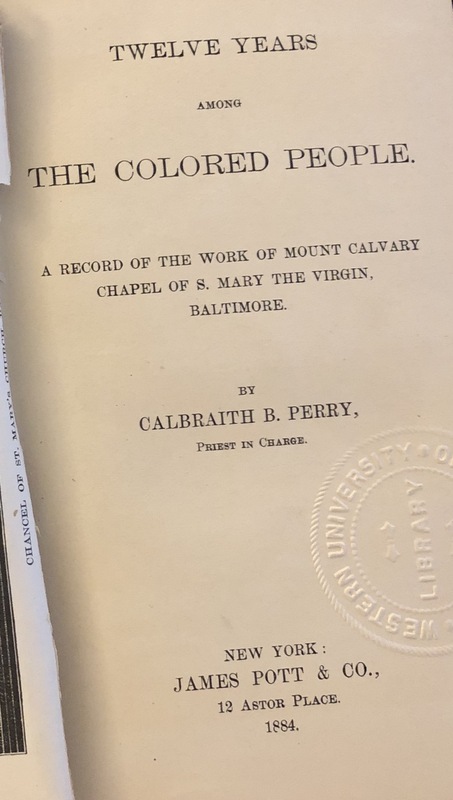 TWELVE YEARS
AMONG
THE COLORED PEOPLE.
A RECORD OF THE WORK OF MOUNT CALVARY
CHAPEL OF S. MARY THE VIRGIN,
BALTIMORE.
BY
CALBRAITH B. PERRY,
PRIEST IN CHARGE.
NEW YORK:
JAMES POTT & CO.,
12 ASTOR PLACE.
1884.
CHANCEL OF ST. MARY'S CHURCH
WESTERN UNIVERSITY O
LIBRARY